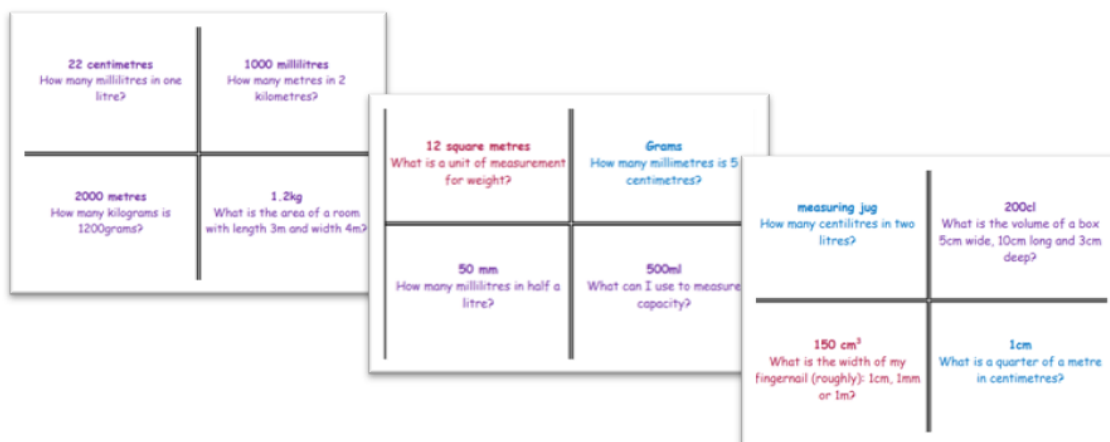 22 centimetres
How many millilitres in one
litre?
1000 millilitres
How many metres in 2
kilometres?
2000 metres
How many kilograms is
1200grams?
1.2kg
What is the area of a room
with length 3m and width 4m?
12 square metres
What is a unit of measurement
for weight?
Grams
How many millimetres is 5
centimetres?
50 mm
How many millilitres in half a
litre?
500ml
What can I use to measure
capacity?
measuring jug
How many centilitres in two
litres?
200cl
What is the volume of a box
5cm wide, 10cm long and 3cm
deep?
150 cm³
What is the width of my
fingernail (roughly): 1cm, 1mm
or 1m?
1cm
What is a quarter of a metre
in centimetres?